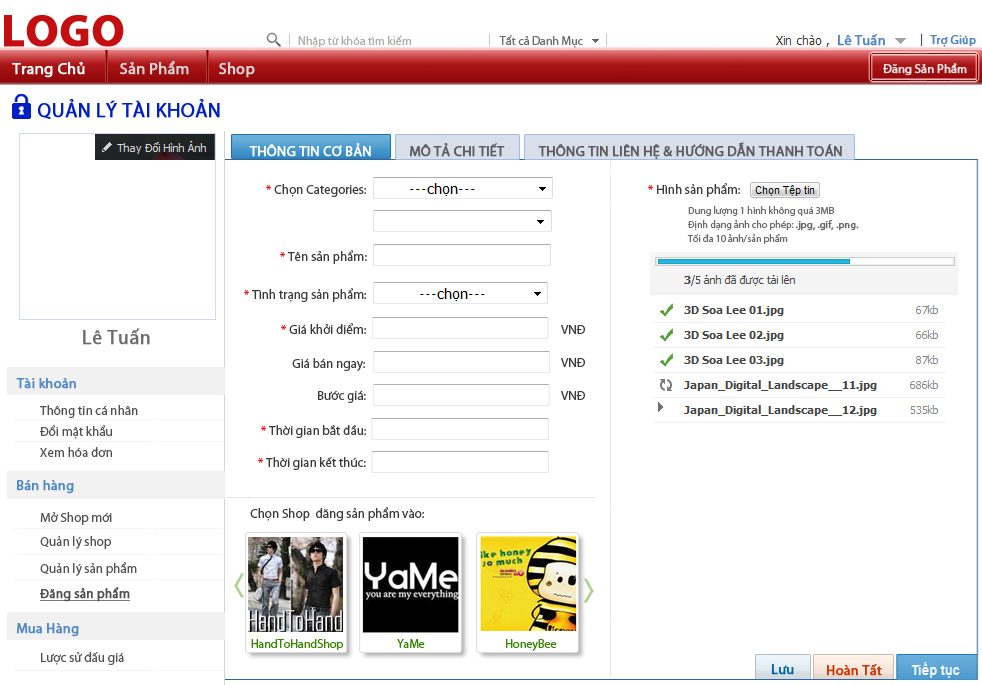 LOGO
Nhập từ khóa tìm kiếm
Tất cả Danh Mục
Xin chào , Lê Tuấn | Trợ Giúp
Trang Chủ Sản Phẩm Shop Đăng Sản Phẩm
QUẢN LÝ TÀI KHOẢN
Thay Đổi Hình Ảnh
Lê Tuấn
Tài khoản
Thông tin cá nhân
Đổi mật khẩu
Xem hóa đơn
Bán hàng
Mở Shop mới
Quản lý shop
Quản lý sản phẩm
Đăng sản phẩm
Mua Hàng
Lược sử đấu giá
THÔNG TIN CƠ BẢN
MÔ TẢ CHI TIẾT
THÔNG TIN LIÊN HỆ & HƯỚNG DẪN THANH TOÁN
* Chọn Categories: ---chọn---
* Tên sản phẩm:
* Tình trạng sản phẩm: ---chọn---
* Giá khởi điểm: VNĐ
Giá bán ngay: VNĐ
Bước giá: VNĐ
* Thời gian bắt đầu:
* Thời gian kết thúc:
Chọn Shop đăng sản phẩm vào:
HandToHand
HandToHandShop
YaMe
you are my everything
YaMe
like honey
so much
HoneyBee
* Hình sản phẩm: Chọn Tệp tin
Dung lượng 1 hình không quá 3MB
Định dạng ảnh cho phép: .jpg, .gif, .png.
Tối đa 10 ảnh/sản phẩm
3/5 ảnh đã được tải lên
3D Soa Lee 01.jpg 67kb
3D Soa Lee 02.jpg 66kb
3D Soa Lee 03.jpg 87kb
Japan_Digital_Landscape__11.jpg 686kb
Japan_Digital_Landscape__12.jpg 535kb
Lưu
Hoàn Tất
Tiếp tục